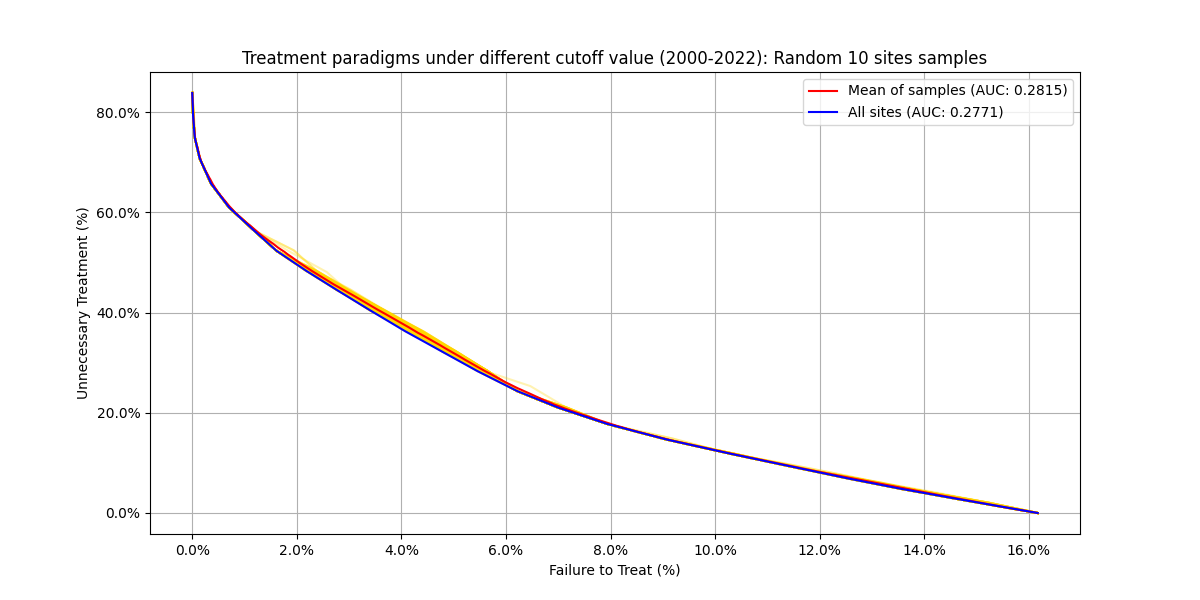 Treatment paradigms under different cutoff value (2000-2022): Random 10 sites samples
Mean of samples (AUC: 0.2815)
All sites (AUC: 0.2771)
Unnecessary Treatment (%)
80.0%
60.0%
40.0%
20.0%
0.0%
0.0% 2.0% 4.0% 6.0% 8.0% 10.0% 12.0% 14.0% 16.0%
Failure to Treat (%)